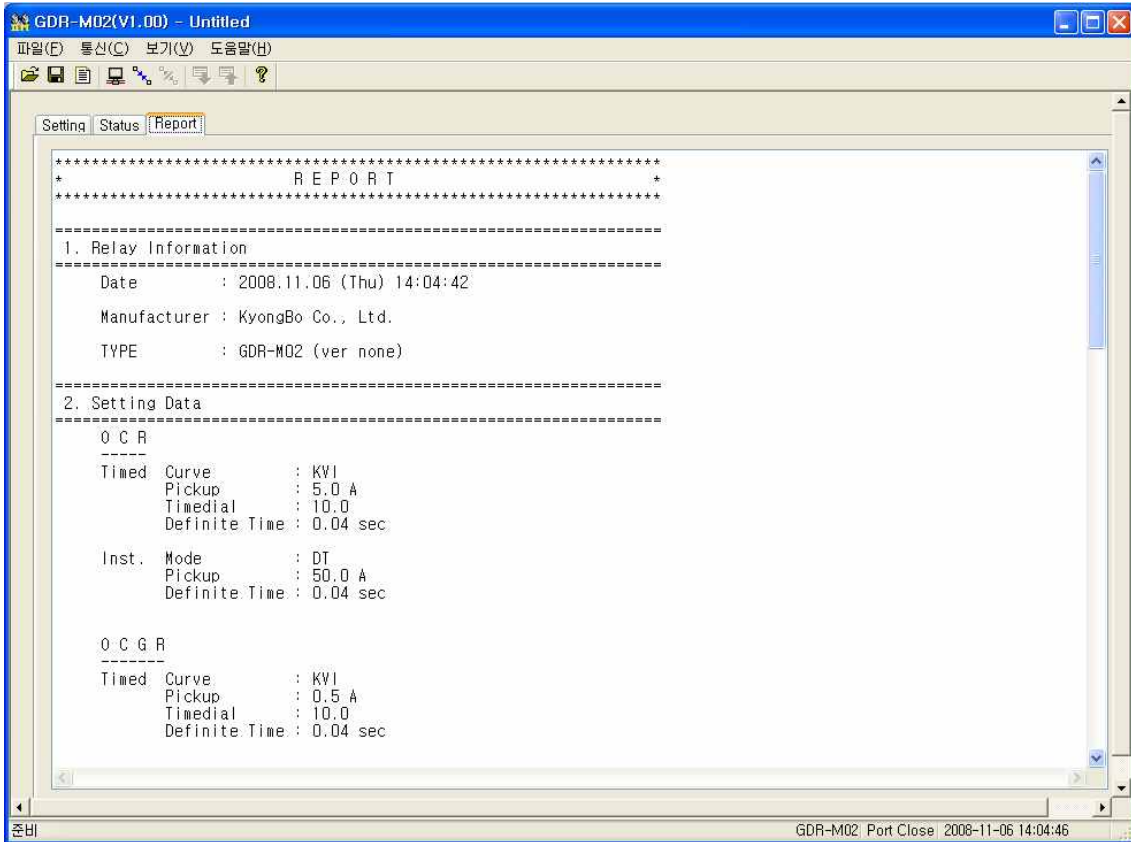 GDR-M02(V1.00) - Untitled
파일(F) 통신(C) 보기(V) 도움말(H)
Setting Status Report
******************************************************************
* R E P O R T *
******************************************************************
==================================================================
1. Relay Information
==================================================================
Date : 2008.11.06 (Thu) 14:04:42
Manufacturer : KyongBo Co., Ltd.
TYPE : GDR-M02 (ver none)
==================================================================
2. Setting Data
==================================================================
O C R
-----
Timed Curve : KVI
Pickup : 5.0 A
Timedial : 10.0
Definite Time : 0.04 sec
Inst. Mode : DT
Pickup : 50.0 A
Definite Time : 0.04 sec
O C G R
-------
Timed Curve : KVI
Pickup : 0.5 A
Timedial : 10.0
Definite Time : 0.04 sec
준비 GDR-M02 Port Close 2008-11-06 14:04:46